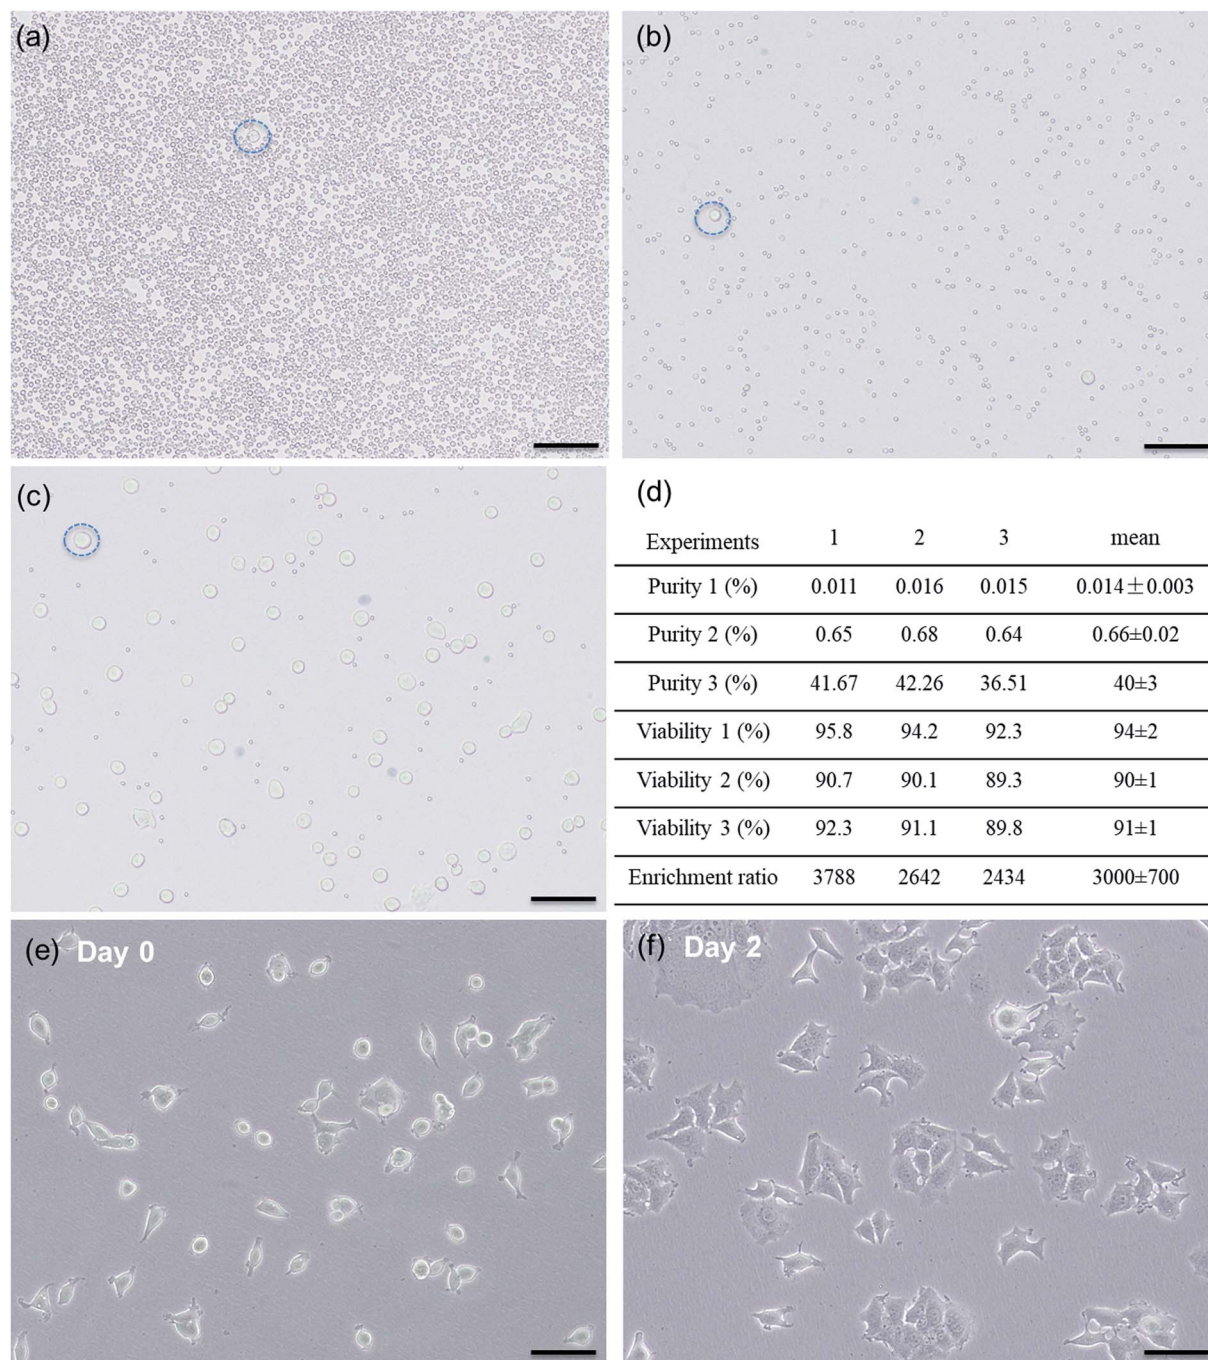 (a)
(b)
(c)
(d)
Experiments 1 2 3 mean
Purity 1 (%) 0.011 0.016 0.015 0.014±0.003
Purity 2 (%) 0.65 0.68 0.64 0.66±0.02
Purity 3 (%) 41.67 42.26 36.51 40±3
Viability 1 (%) 95.8 94.2 92.3 94±2
Viability 2 (%) 90.7 90.1 89.3 90±1
Viability 3 (%) 92.3 91.1 89.8 91±1
Enrichment ratio 3788 2642 2434 3000±700
(e) Day 0
(f) Day 2